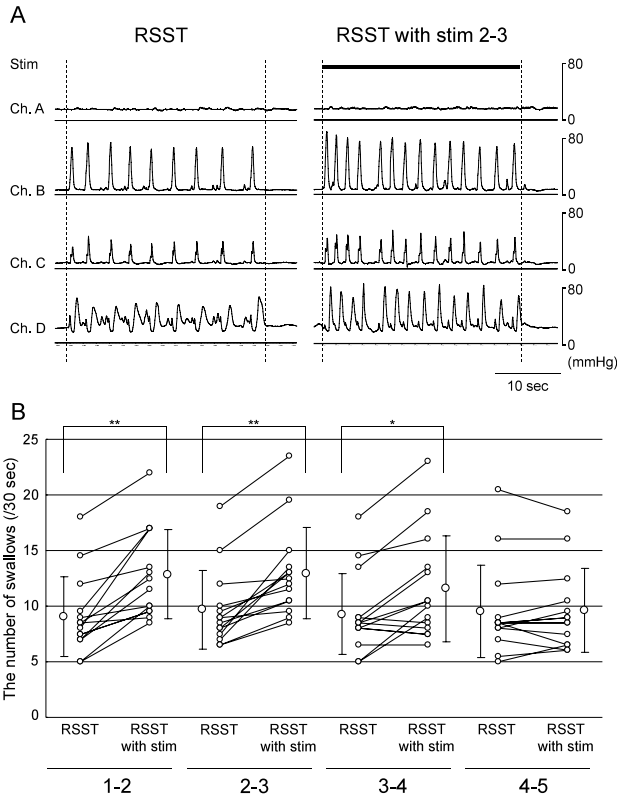 A
RSST
RSST with stim 2-3
Stim
80
Ch. A
0
80
Ch. B
0
80
Ch. C
0
80
Ch. D
0
(mmHg)
10 sec
B
** ** *
The number of swallows (/30 sec)
25
20
15
10
5
0
RSST RSST with stim RSST RSST with stim RSST RSST with stim RSST RSST with stim
1-2 2-3 3-4 4-5